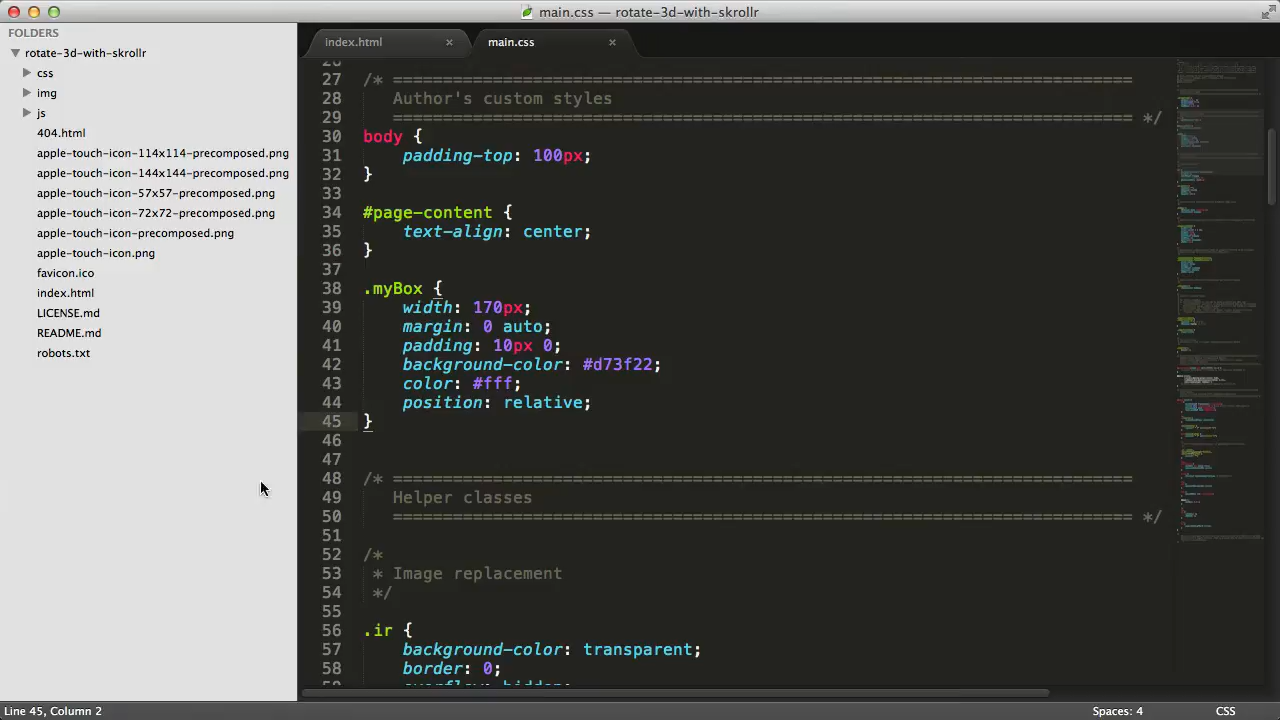 main.css — rotate-3d-with-skrollr
FOLDERS
rotate-3d-with-skrollr
css
img
js
404.html
apple-touch-icon-114x114-precomposed.png
apple-touch-icon-144x144-precomposed.png
apple-touch-icon-57x57-precomposed.png
apple-touch-icon-72x72-precomposed.png
apple-touch-icon-precomposed.png
apple-touch-icon.png
favicon.ico
index.html
LICENSE.md
README.md
robots.txt
index.html × main.css ×
26
27 /* ==========================================================================
28 Author's custom styles
29 ========================================================================== */
30 body {
31 padding-top: 100px;
32 }
33
34 #page-content {
35 text-align: center;
36 }
37
38 .myBox {
39 width: 170px;
40 margin: 0 auto;
41 padding: 10px 0;
42 background-color: #d73f22;
43 color: #fff;
44 position: relative;
45 }
46
47
48 /* ==========================================================================
49 Helper classes
50 ========================================================================== */
51
52 /*
53 * Image replacement
54 */
55
56 .ir {
57 background-color: transparent;
58 border: 0;
59 overflow: hidden;
Line 45, Column 2 Spaces: 4 CSS